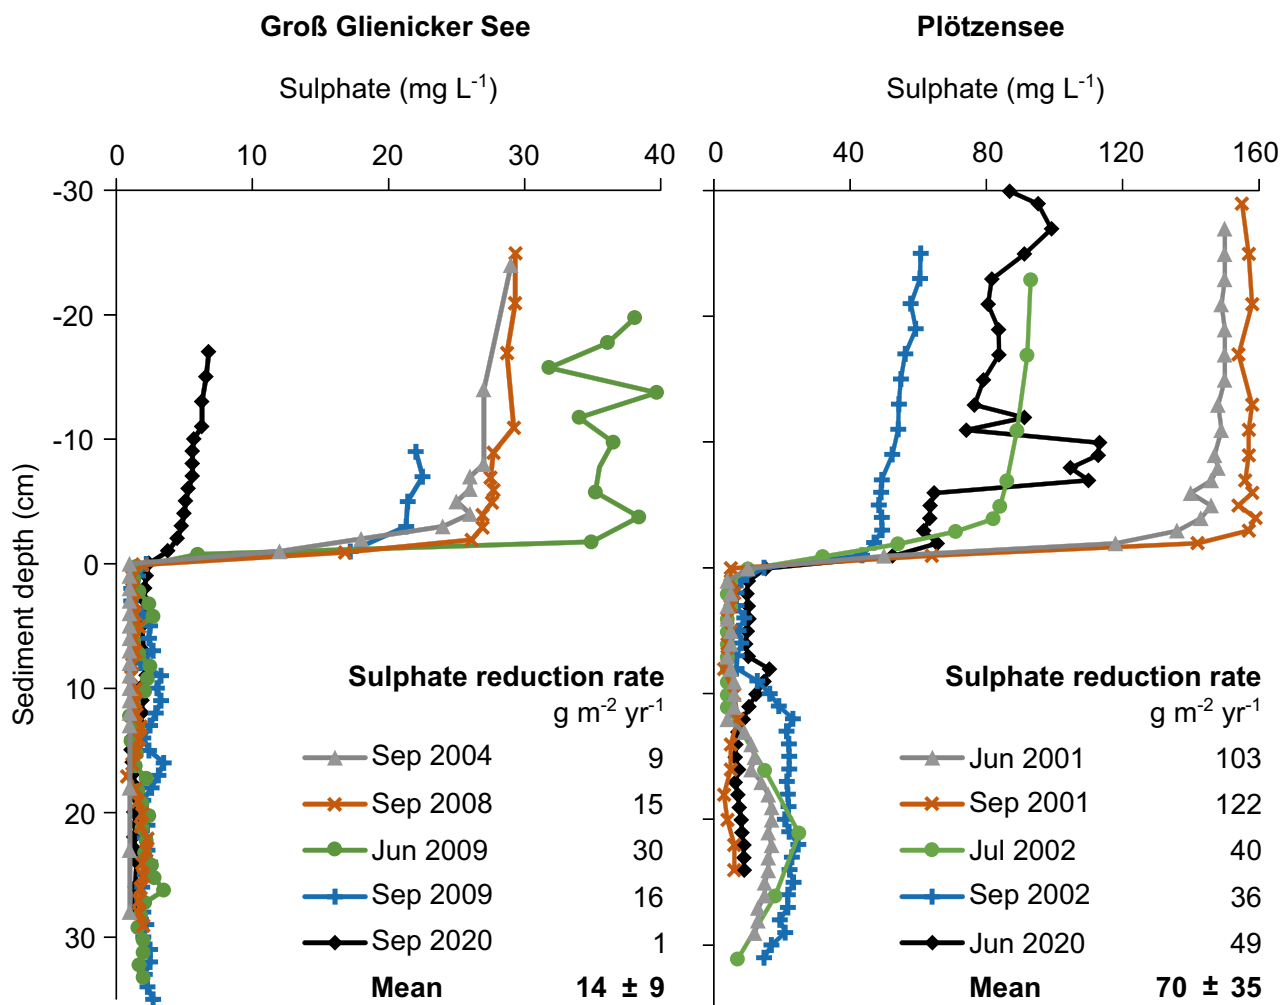 Groß Glienicker See
Plötzensee
Sulphate (mg L-1)
Sulphate (mg L-1)
0 10 20 30 40
0 40 80 120 160
-30
-20
-10
0
10
20
30
Sediment depth (cm)
Sulphate reduction rate
g m-2 yr-1
Sep 2004 9
Sep 2008 15
Jun 2009 30
Sep 2009 16
Sep 2020 1
Mean 14 ± 9
Sulphate reduction rate
g m-2 yr-1
Jun 2001 103
Sep 2001 122
Jul 2002 40
Sep 2002 36
Jun 2020 49
Mean 70 ± 35